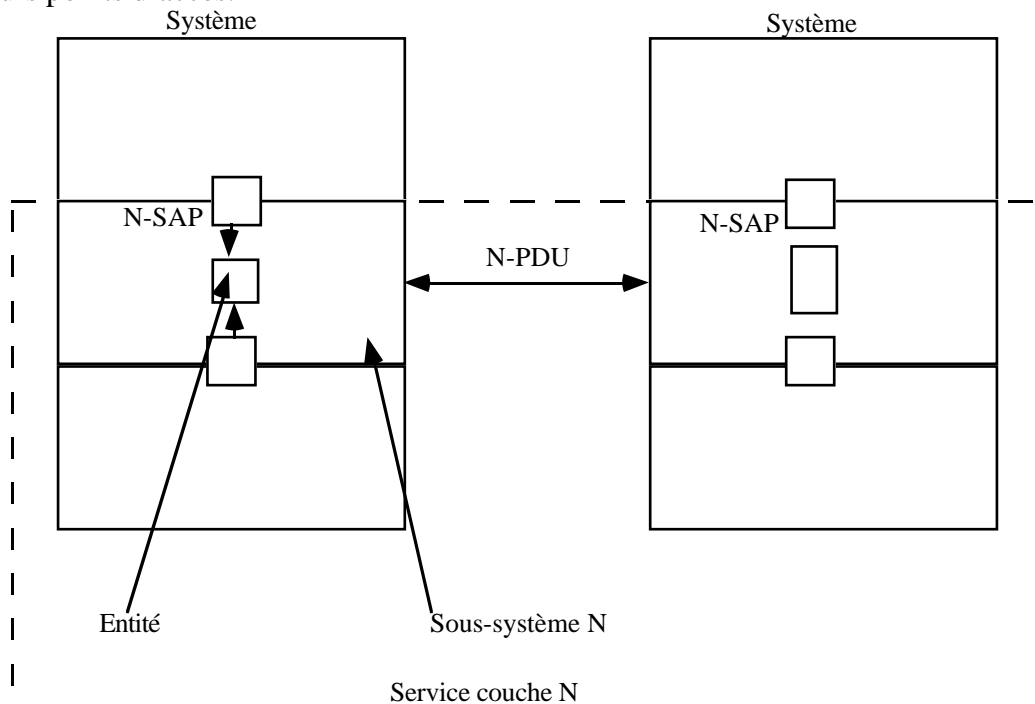 Système
Système
N-SAP
N-SAP
N-PDU
Entité
Sous-système N
Service couche N